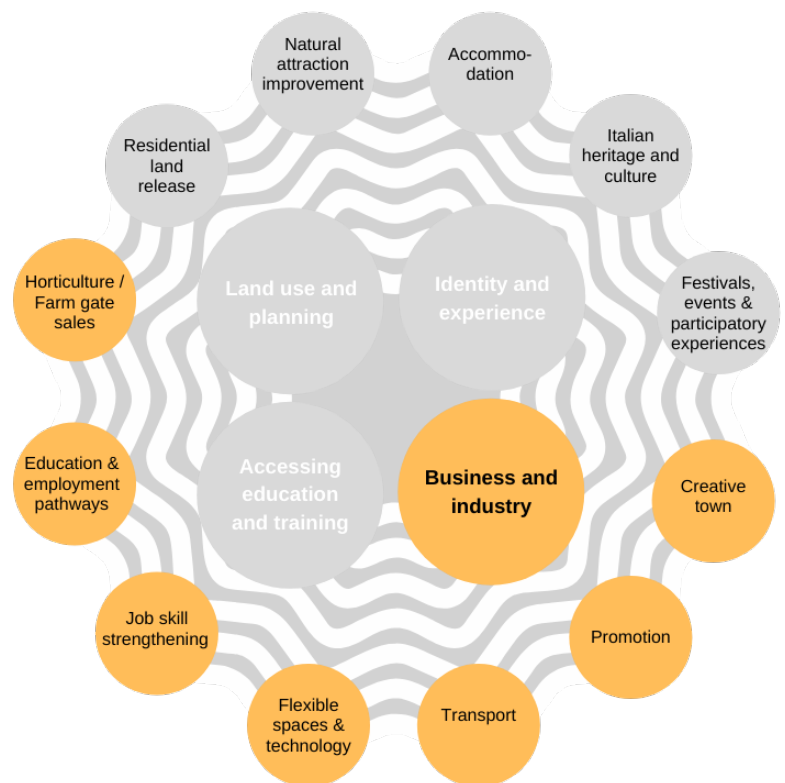 Natural
attraction
improvement
Accommo-
dation
Residential
land
release
Italian
heritage and
culture
Horticulture /
Farm gate
sales
Land use and
planning
Identity and
experience
Festivals,
events &
participatory
experiences
Education &
employment
pathways
Accessing
education
and training
Business and
industry
Creative
town
Job skill
strengthening
Promotion
Flexible
spaces &
technology
Transport